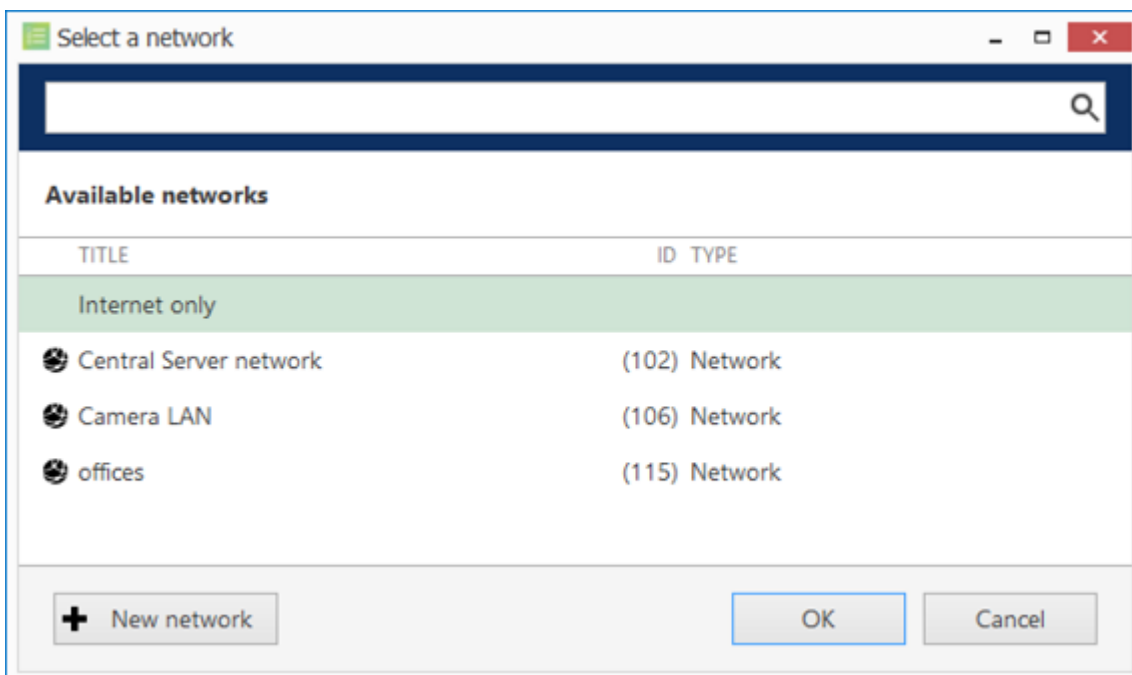 Select a network
Available networks
TITLE ID TYPE
Internet only
Central Server network (102) Network
Camera LAN (106) Network
offices (115) Network
New network OK Cancel